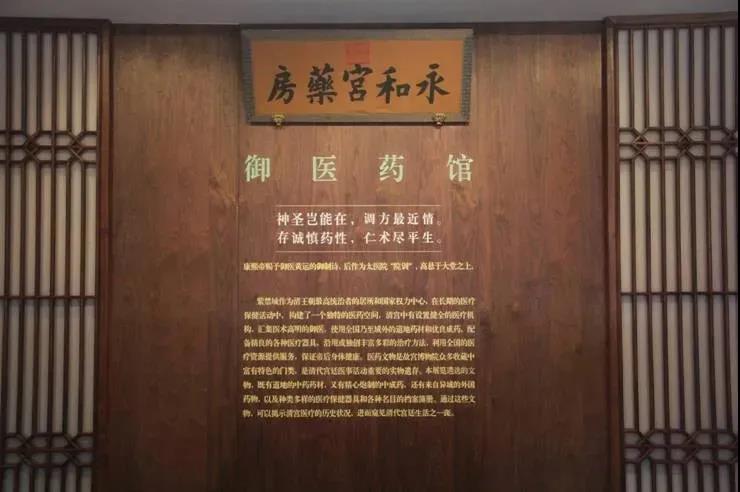 永和宮藥房
御医药馆
神圣岂能在，调方最近情。
存诚慎药性，仁术尽平生。
康熙帝赐予御医黄运的御制诗，后作为太医院“院训”，高悬于大堂之上。
紫禁城作为清王朝最高统治者的居所和国家权力中心，在长期的医疗
保健活动中，构建了一个独特的医药空间，清宫中有设置健全的医疗机
构，汇集医术高明的御医，使用全国乃至域外的道地药材和优良成药，配
备精良的各种医疗器具，沿用或独创丰富多彩的治疗方法，利用全国的医
疗资源提供服务，保证帝后身体健康。医药文物是故宫博物院众多收藏中
富有特色的门类，是清代宫廷医事活动重要的实物遗存。本展览遴选的文
物，既有道地的中药药材，又有精心炮制的中成药，还有来自异域的外国
药物，以及种类多样的医疗保健器具和各种名目的档案簿册。通过这些文
物，可以揭示清宫医疗的历史状况，进而窥见清代宫廷生活之一斑。